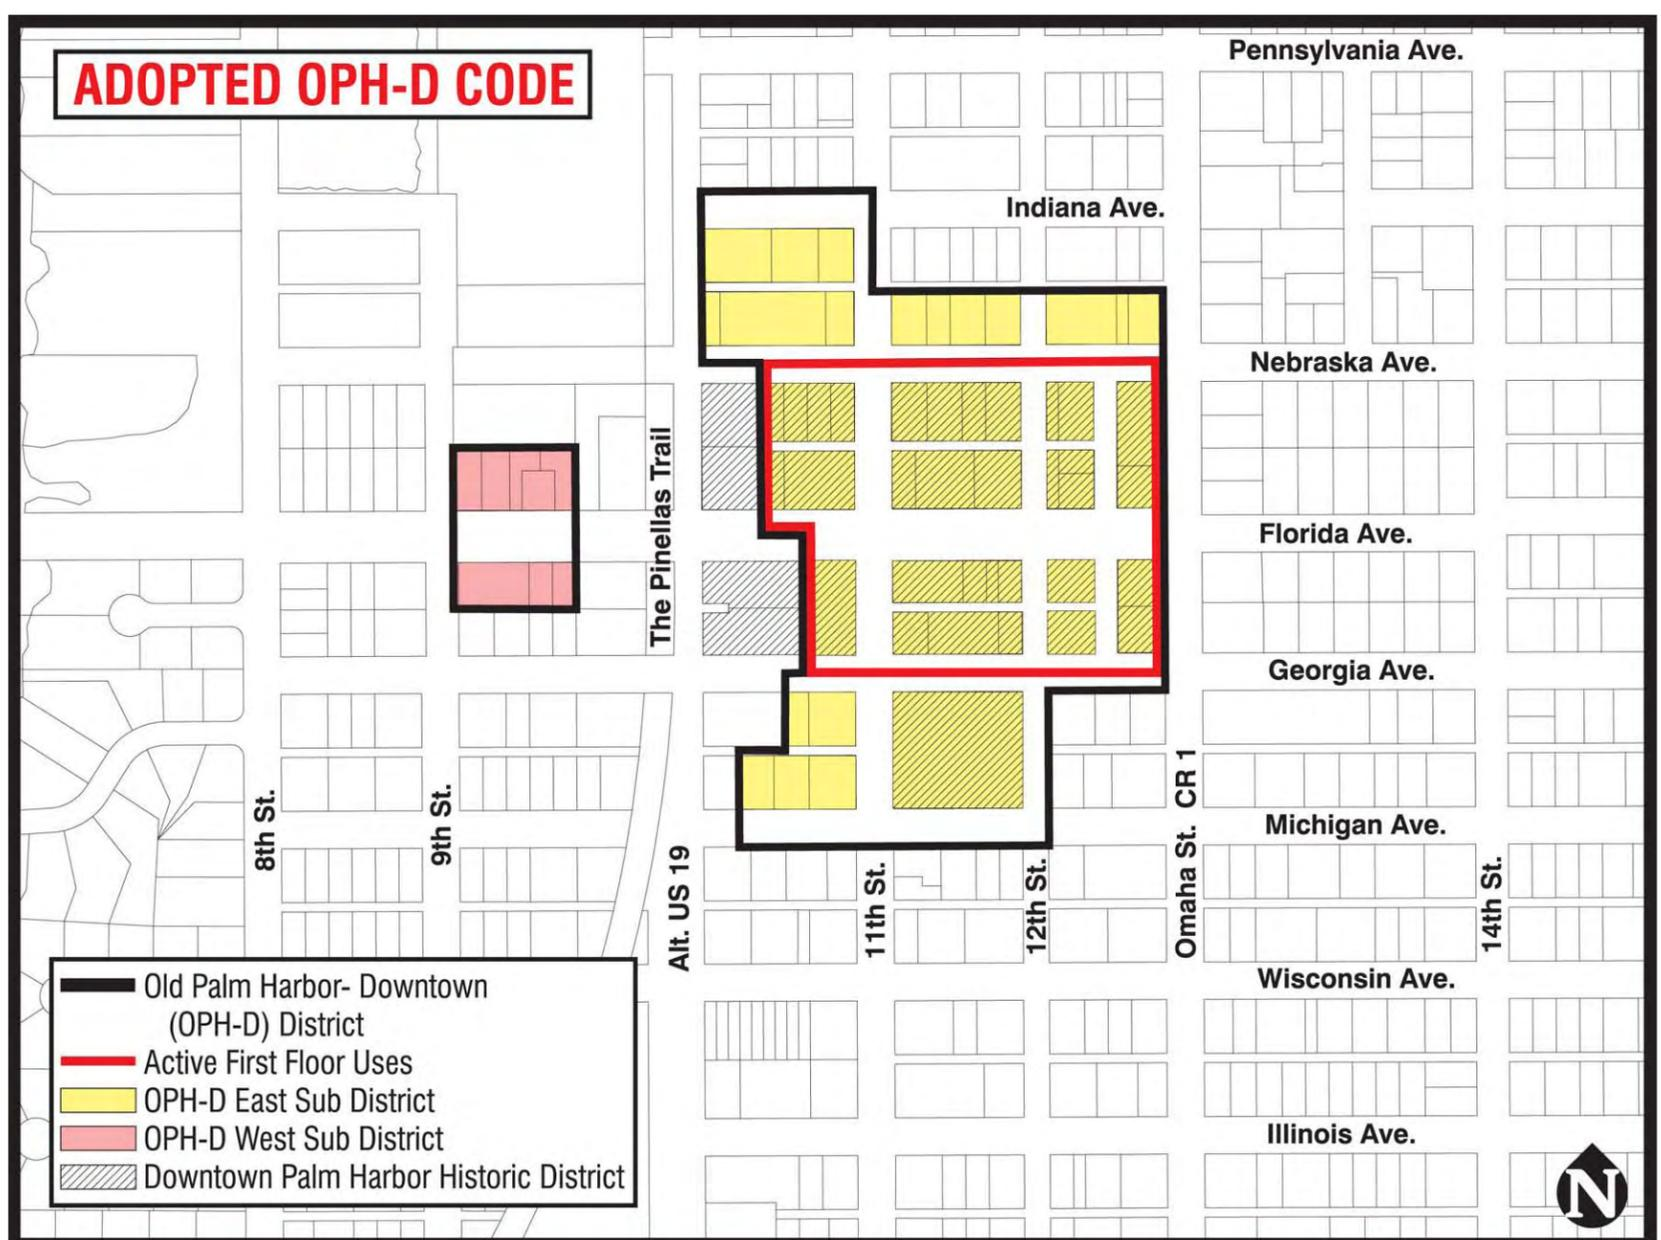 ADOPTED OPH-D CODE
Pennsylvania Ave.
Indiana Ave.
Nebraska Ave.
The Pinellas Trail
Florida Ave.
Georgia Ave.
8th St.
9th St.
Alt. US 19
11th St.
12th St.
Omaha St. CR 1
14th St.
Michigan Ave.
Wisconsin Ave.
Illinois Ave.
Old Palm Harbor- Downtown
(OPH-D) District
Active First Floor Uses
OPH-D East Sub District
OPH-D West Sub District
Downtown Palm Harbor Historic District
N